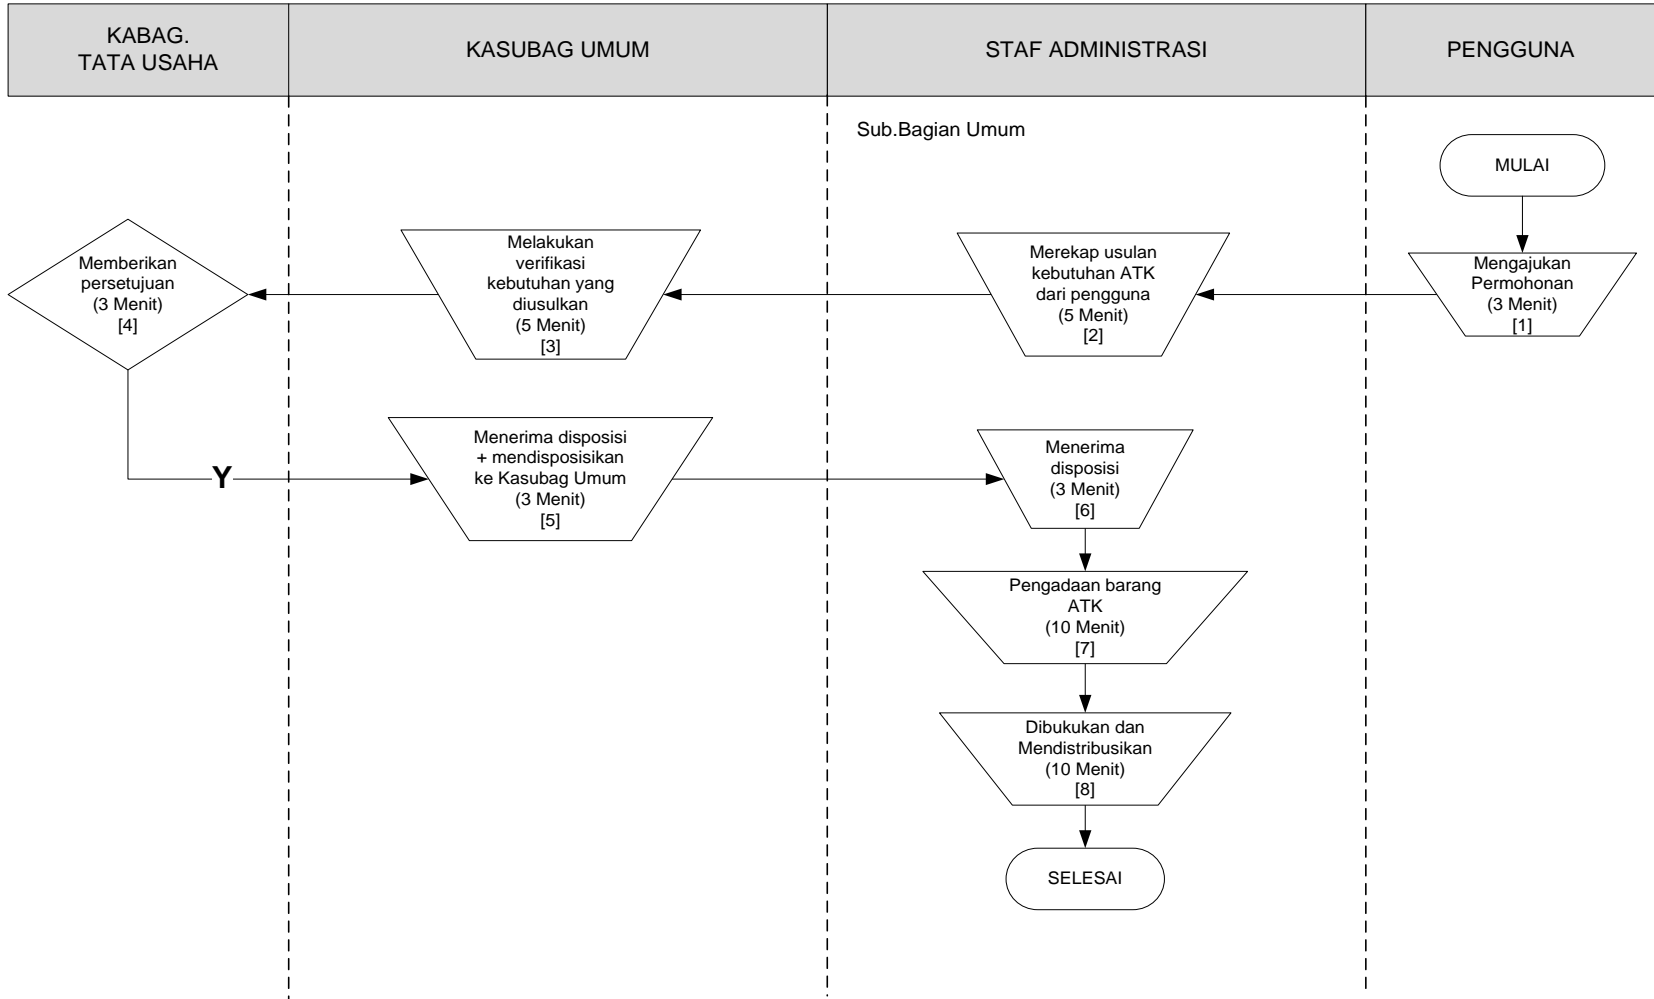 KABAG.
TATA USAHA
KASUBAG UMUM
STAF ADMINISTRASI
PENGGUNA
Sub.Bagian Umum
MULAI
Mengajukan
Permohonan
(3 Menit)
[1]
Merekap usulan
kebutuhan ATK
dari pengguna
(5 Menit)
[2]
Melakukan
verifikasi
kebutuhan yang
diusulkan
(5 Menit)
[3]
Memberikan
persetujuan
(3 Menit)
[4]
Y
Menerima disposisi
+ mendisposisikan
ke Kasubag Umum
(3 Menit)
[5]
Menerima
disposisi
(3 Menit)
[6]
Pengadaan barang
ATK
(10 Menit)
[7]
Dibukukan dan
Mendistribusikan
(10 Menit)
[8]
SELESAI